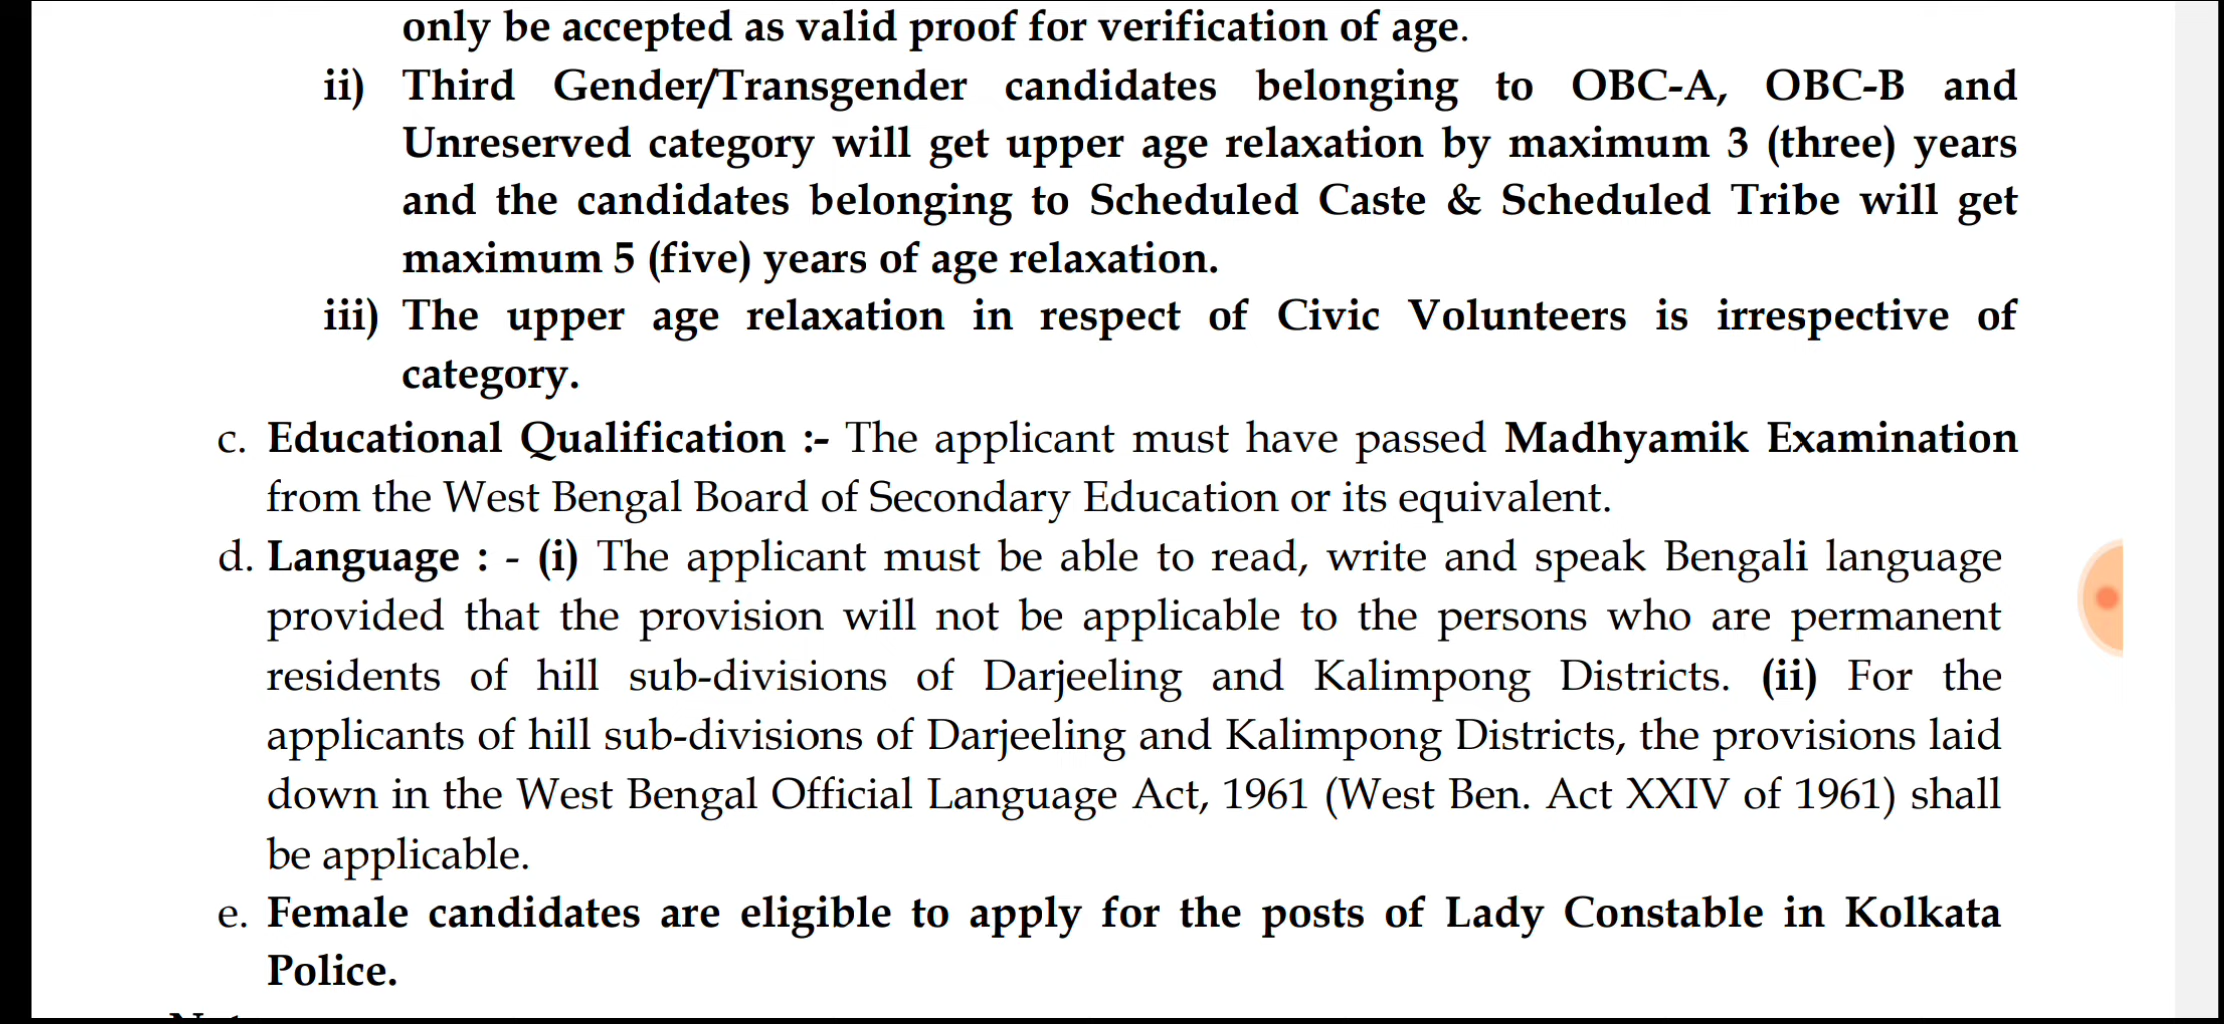 only be accepted as valid proof for verification of age.
ii) Third Gender/Transgender candidates belonging to OBC-A, OBC-B and
Unreserved category will get upper age relaxation by maximum 3 (three) years
and the candidates belonging to Scheduled Caste & Scheduled Tribe will get
maximum 5 (five) years of age relaxation.
iii) The upper age relaxation in respect of Civic Volunteers is irrespective of
category.
c. Educational Qualification :- The applicant must have passed Madhyamik Examination
from the West Bengal Board of Secondary Education or its equivalent.
d. Language : - (i) The applicant must be able to read, write and speak Bengali language
provided that the provision will not be applicable to the persons who are permanent
residents of hill sub-divisions of Darjeeling and Kalimpong Districts. (ii) For the
applicants of hill sub-divisions of Darjeeling and Kalimpong Districts, the provisions laid
down in the West Bengal Official Language Act, 1961 (West Ben. Act XXIV of 1961) shall
be applicable.
e. Female candidates are eligible to apply for the posts of Lady Constable in Kolkata
Police.